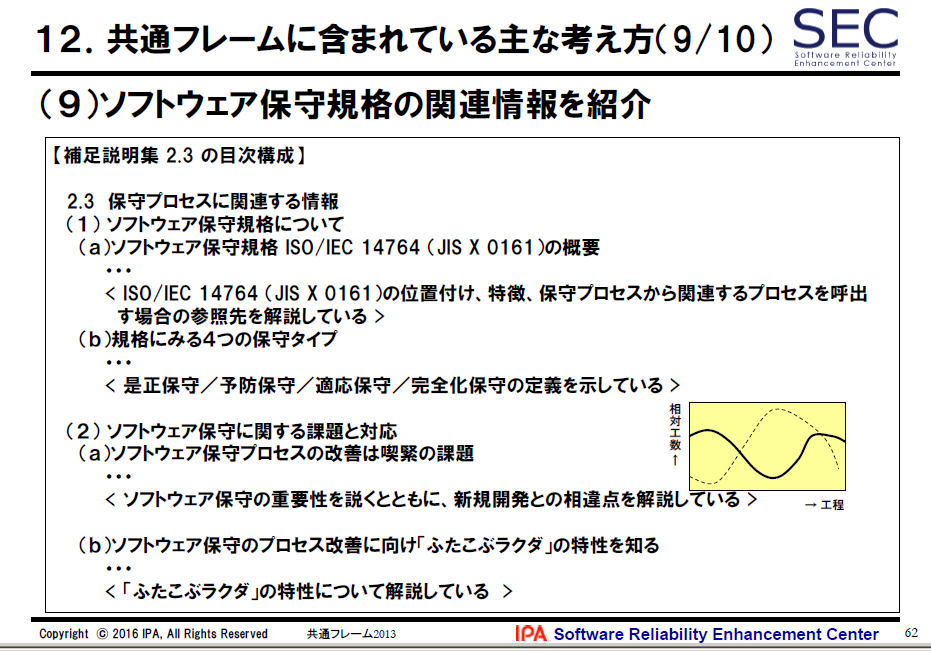 12. 共通フレームに含まれている主な考え方(9/10)
SEC
Software Reliability
Enhancement Center
(9)ソフトウェア保守規格の関連情報を紹介
【補足説明集 2.3 の目次構成】
2.3 保守プロセスに関連する情報
(1) ソフトウェア保守規格について
(a)ソフトウェア保守規格 ISO/IEC 14764 (JIS X 0161)の概要
・・・
< ISO/IEC 14764 (JIS X 0161)の位置付け、特徴、保守プロセスから関連するプロセスを呼出
す場合の参照先を解説している >
(b)規格にみる4つの保守タイプ
・・・
< 是正保守/予防保守/適応保守/完全化保守の定義を示している >
(2) ソフトウェア保守に関する課題と対応
(a)ソフトウェア保守プロセスの改善は喫緊の課題
・・・
< ソフトウェア保守の重要性を説くとともに、新規開発との相違点を解説している >
相対工数→
→ 工程
(b)ソフトウェア保守のプロセス改善に向け「ふたこぶラクダ」の特性を知る
・・・
< 「ふたこぶラクダ」の特性について解説している >
Copyright © 2016 IPA, All Rights Reserved
共通フレーム2013
IPA Software Reliability Enhancement Center
62